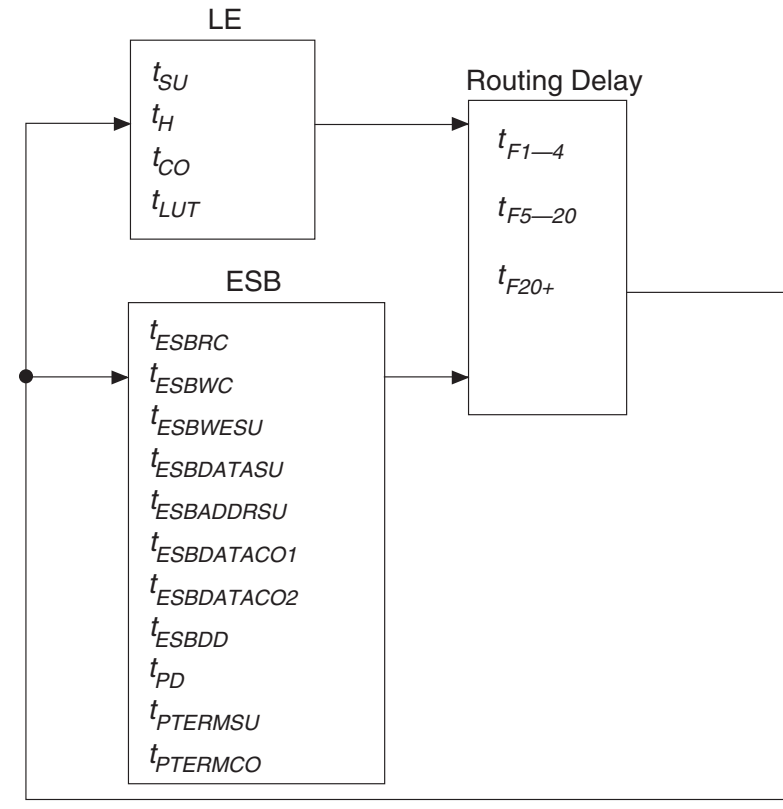 LE
tSU
tH
tCO
tLUT
Routing Delay
tF1—4
tF5—20
tF20+
ESB
tESBRC
tESBWC
tESBWESU
tESBDATASU
tESBADDRSU
tESBDATACO1
tESBDATACO2
tESBDD
tPD
tPTERMSU
tPTERMCO